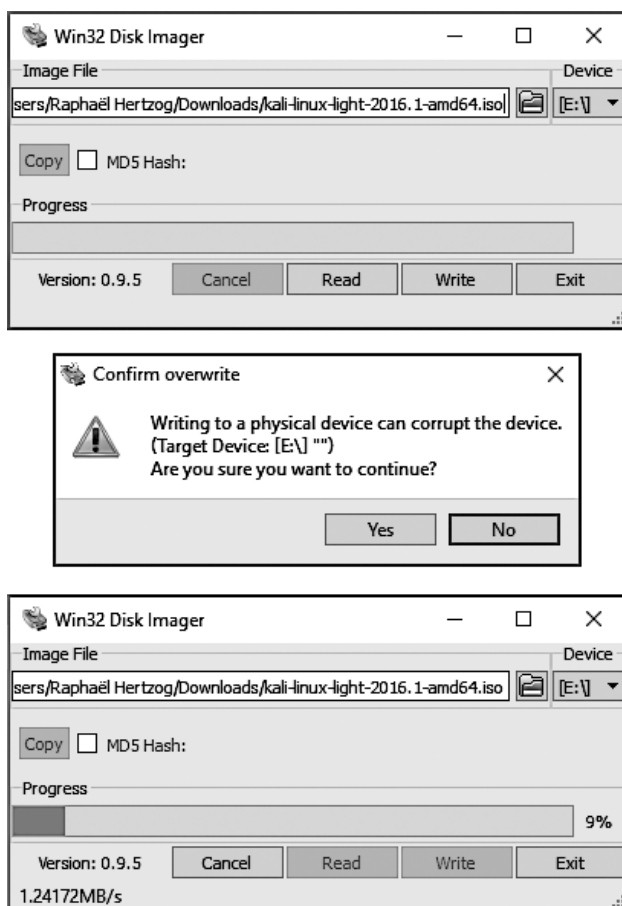 Win32 Disk Imager
Image File Device
sers/Raphaël Hertzog/Downloads/kali-linux-light-2016.1-amd64.iso [E:\]
Copy MD5 Hash:
Progress
Version: 0.9.5 Cancel Read Write Exit
Confirm overwrite
Writing to a physical device can corrupt the device.
(Target Device: [E:\] "")
Are you sure you want to continue?
Yes No
Win32 Disk Imager
Image File Device
sers/Raphaël Hertzog/Downloads/kali-linux-light-2016.1-amd64.iso [E:\]
Copy MD5 Hash:
Progress
9%
Version: 0.9.5 Cancel Read Write Exit
1.24172MB/s